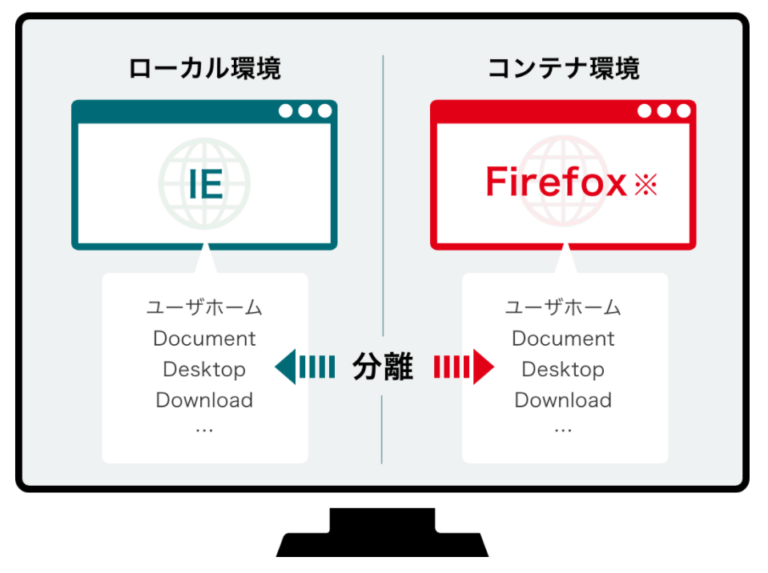 ローカル環境
IE
ユーザホーム
Document
Desktop
Download
…
分離
コンテナ環境
Firefox※
ユーザホーム
Document
Desktop
Download
…